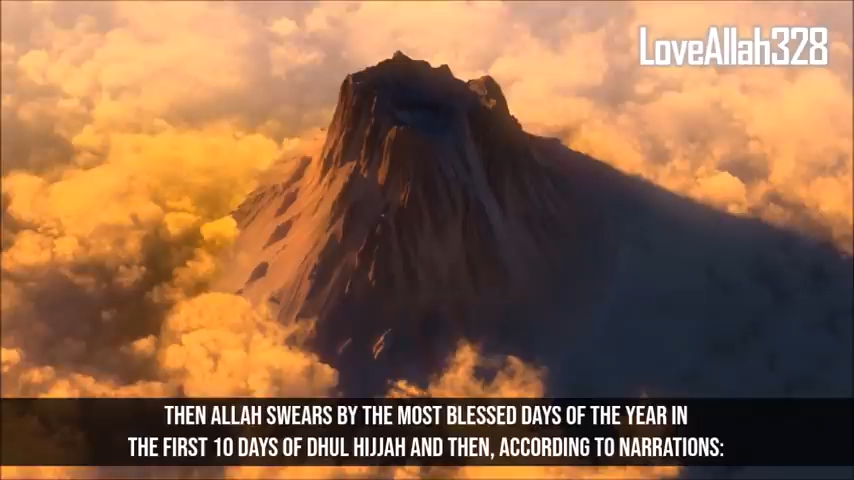 LoveAllah328
THEN ALLAH SWEARS BY THE MOST BLESSED DAYS OF THE YEAR IN
THE FIRST 10 DAYS OF DHUL HIJJAH AND THEN, ACCORDING TO NARRATIONS: